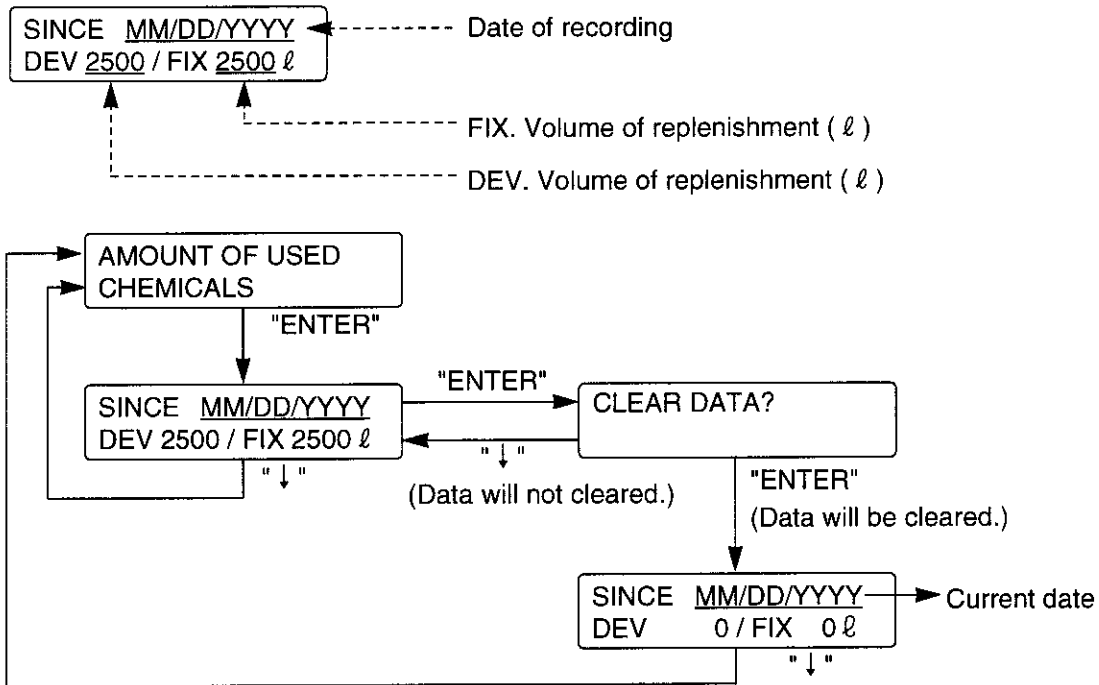 SINCE MM/DD/YYYY
DEV 2500 / FIX 2500 ℓ
Date of recording
FIX. Volume of replenishment ( ℓ )
DEV. Volume of replenishment ( ℓ )
AMOUNT OF USED
CHEMICALS
"ENTER"
SINCE MM/DD/YYYY
DEV 2500 / FIX 2500 ℓ
"ENTER"
CLEAR DATA?
" ↓ "
" ↓ "
(Data will not cleared.)
"ENTER"
(Data will be cleared.)
SINCE MM/DD/YYYY
DEV 0 / FIX 0 ℓ
Current date
" ↓ "